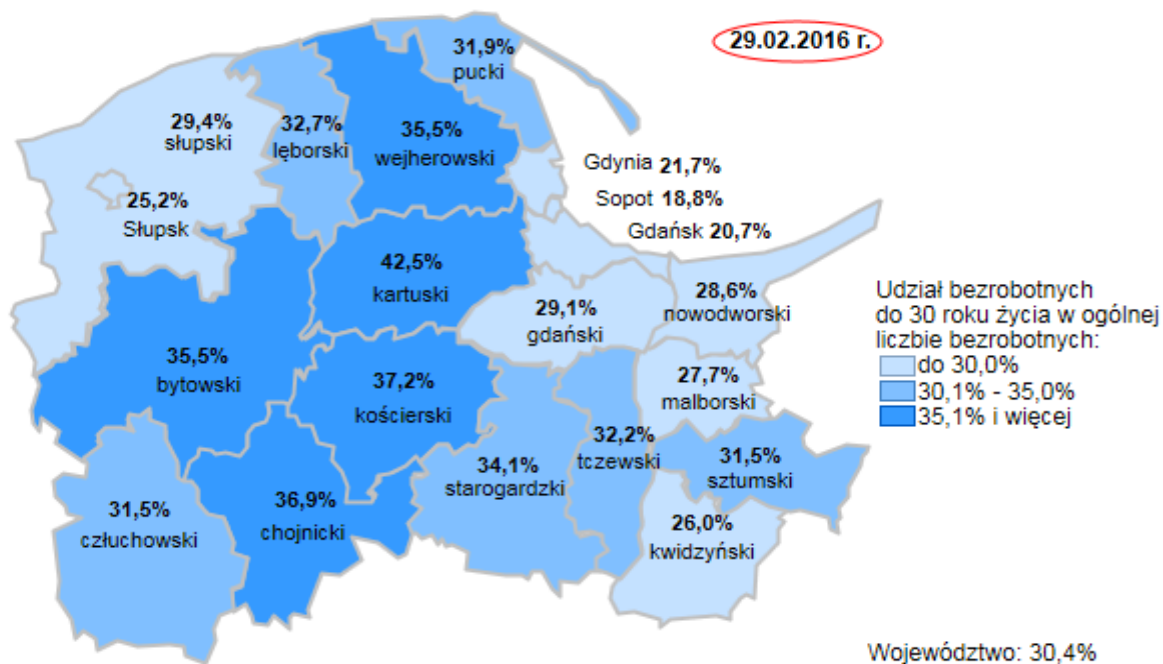 29.02.2016 r.
31,9%
pucki
29,4%
słupski
32,7%
lęborski
35,5%
wejherowski
Gdynia 21,7%
Sopot 18,8%
Gdańsk 20,7%
25,2%
Słupsk
42,5%
kartuski
29,1%
gdański
28,6%
nowodworski
Udział bezrobotnych
do 30 roku życia w ogólnej
liczbie bezrobotnych:
do 30,0%
30,1% - 35,0%
35,1% i więcej
35,5%
bytowski
37,2%
kościerski
27,7%
malborski
34,1%
starogardzki
32,2%
tczewski
31,5%
sztumski
31,5%
człuchowski
36,9%
chojnicki
26,0%
kwidzyński
Województwo: 30,4%